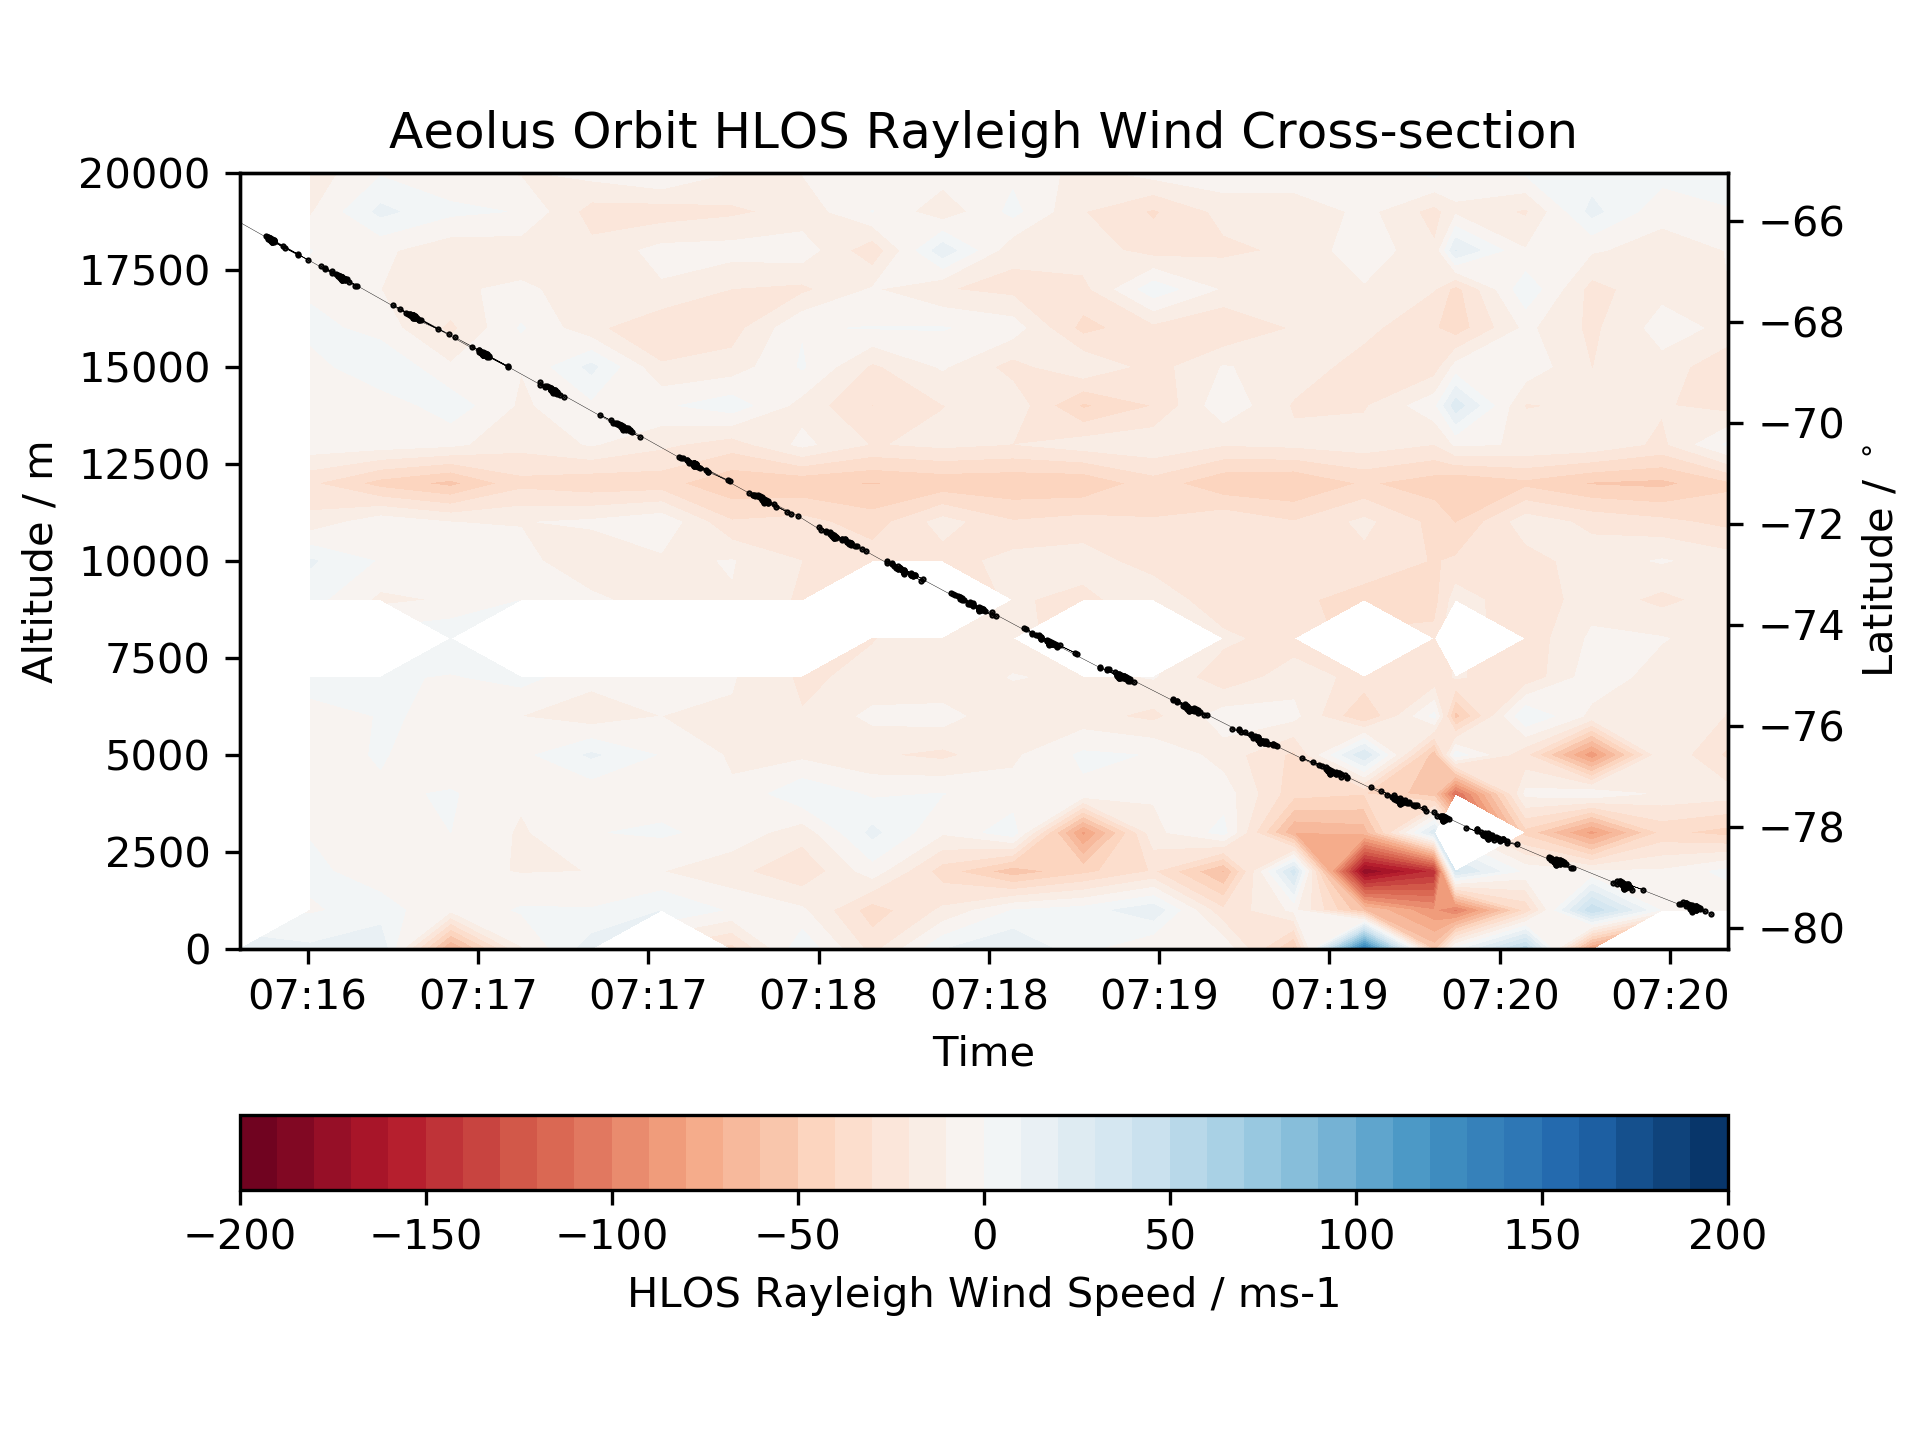 Aeolus Orbit HLOS Rayleigh Wind Cross-section
20000
17500
15000
12500
10000
7500
5000
2500
0
Altitude / m
−66
−68
−70
−72
−74
−76
−78
−80
Latitude / °
07:16 07:17 07:17 07:18 07:18 07:19 07:19 07:20 07:20
Time
−200 −150 −100 −50 0 50 100 150 200
HLOS Rayleigh Wind Speed / ms-1